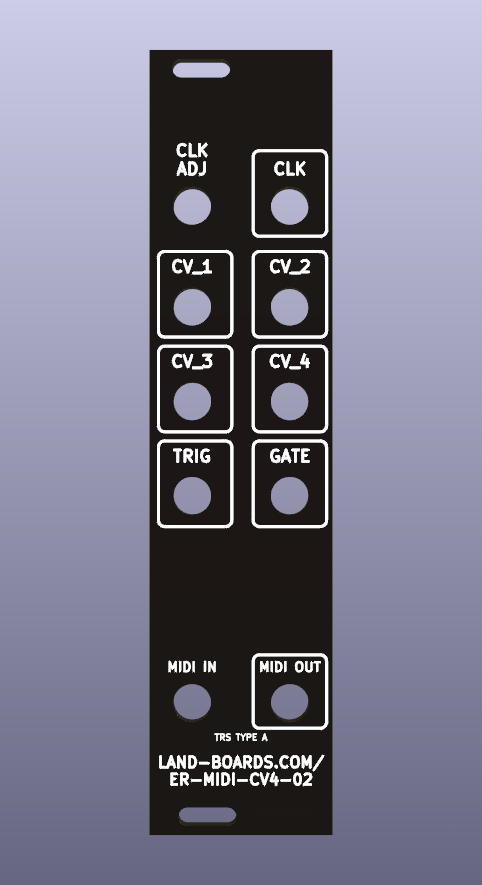 CLK
ADJ
CLK
CV_1
CV_2
CV_3
CV_4
TRIG
GATE
MIDI IN
MIDI OUT
TRS TYPE A
LAND-BOARDS.COM/
ER-MIDI-CV4-02